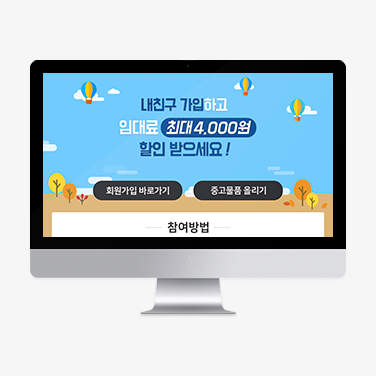 내친구 가입하고
임대료 최대 4,000원
할인 받으세요!
회원가입 바로가기 중고물품 올리기
참여방법